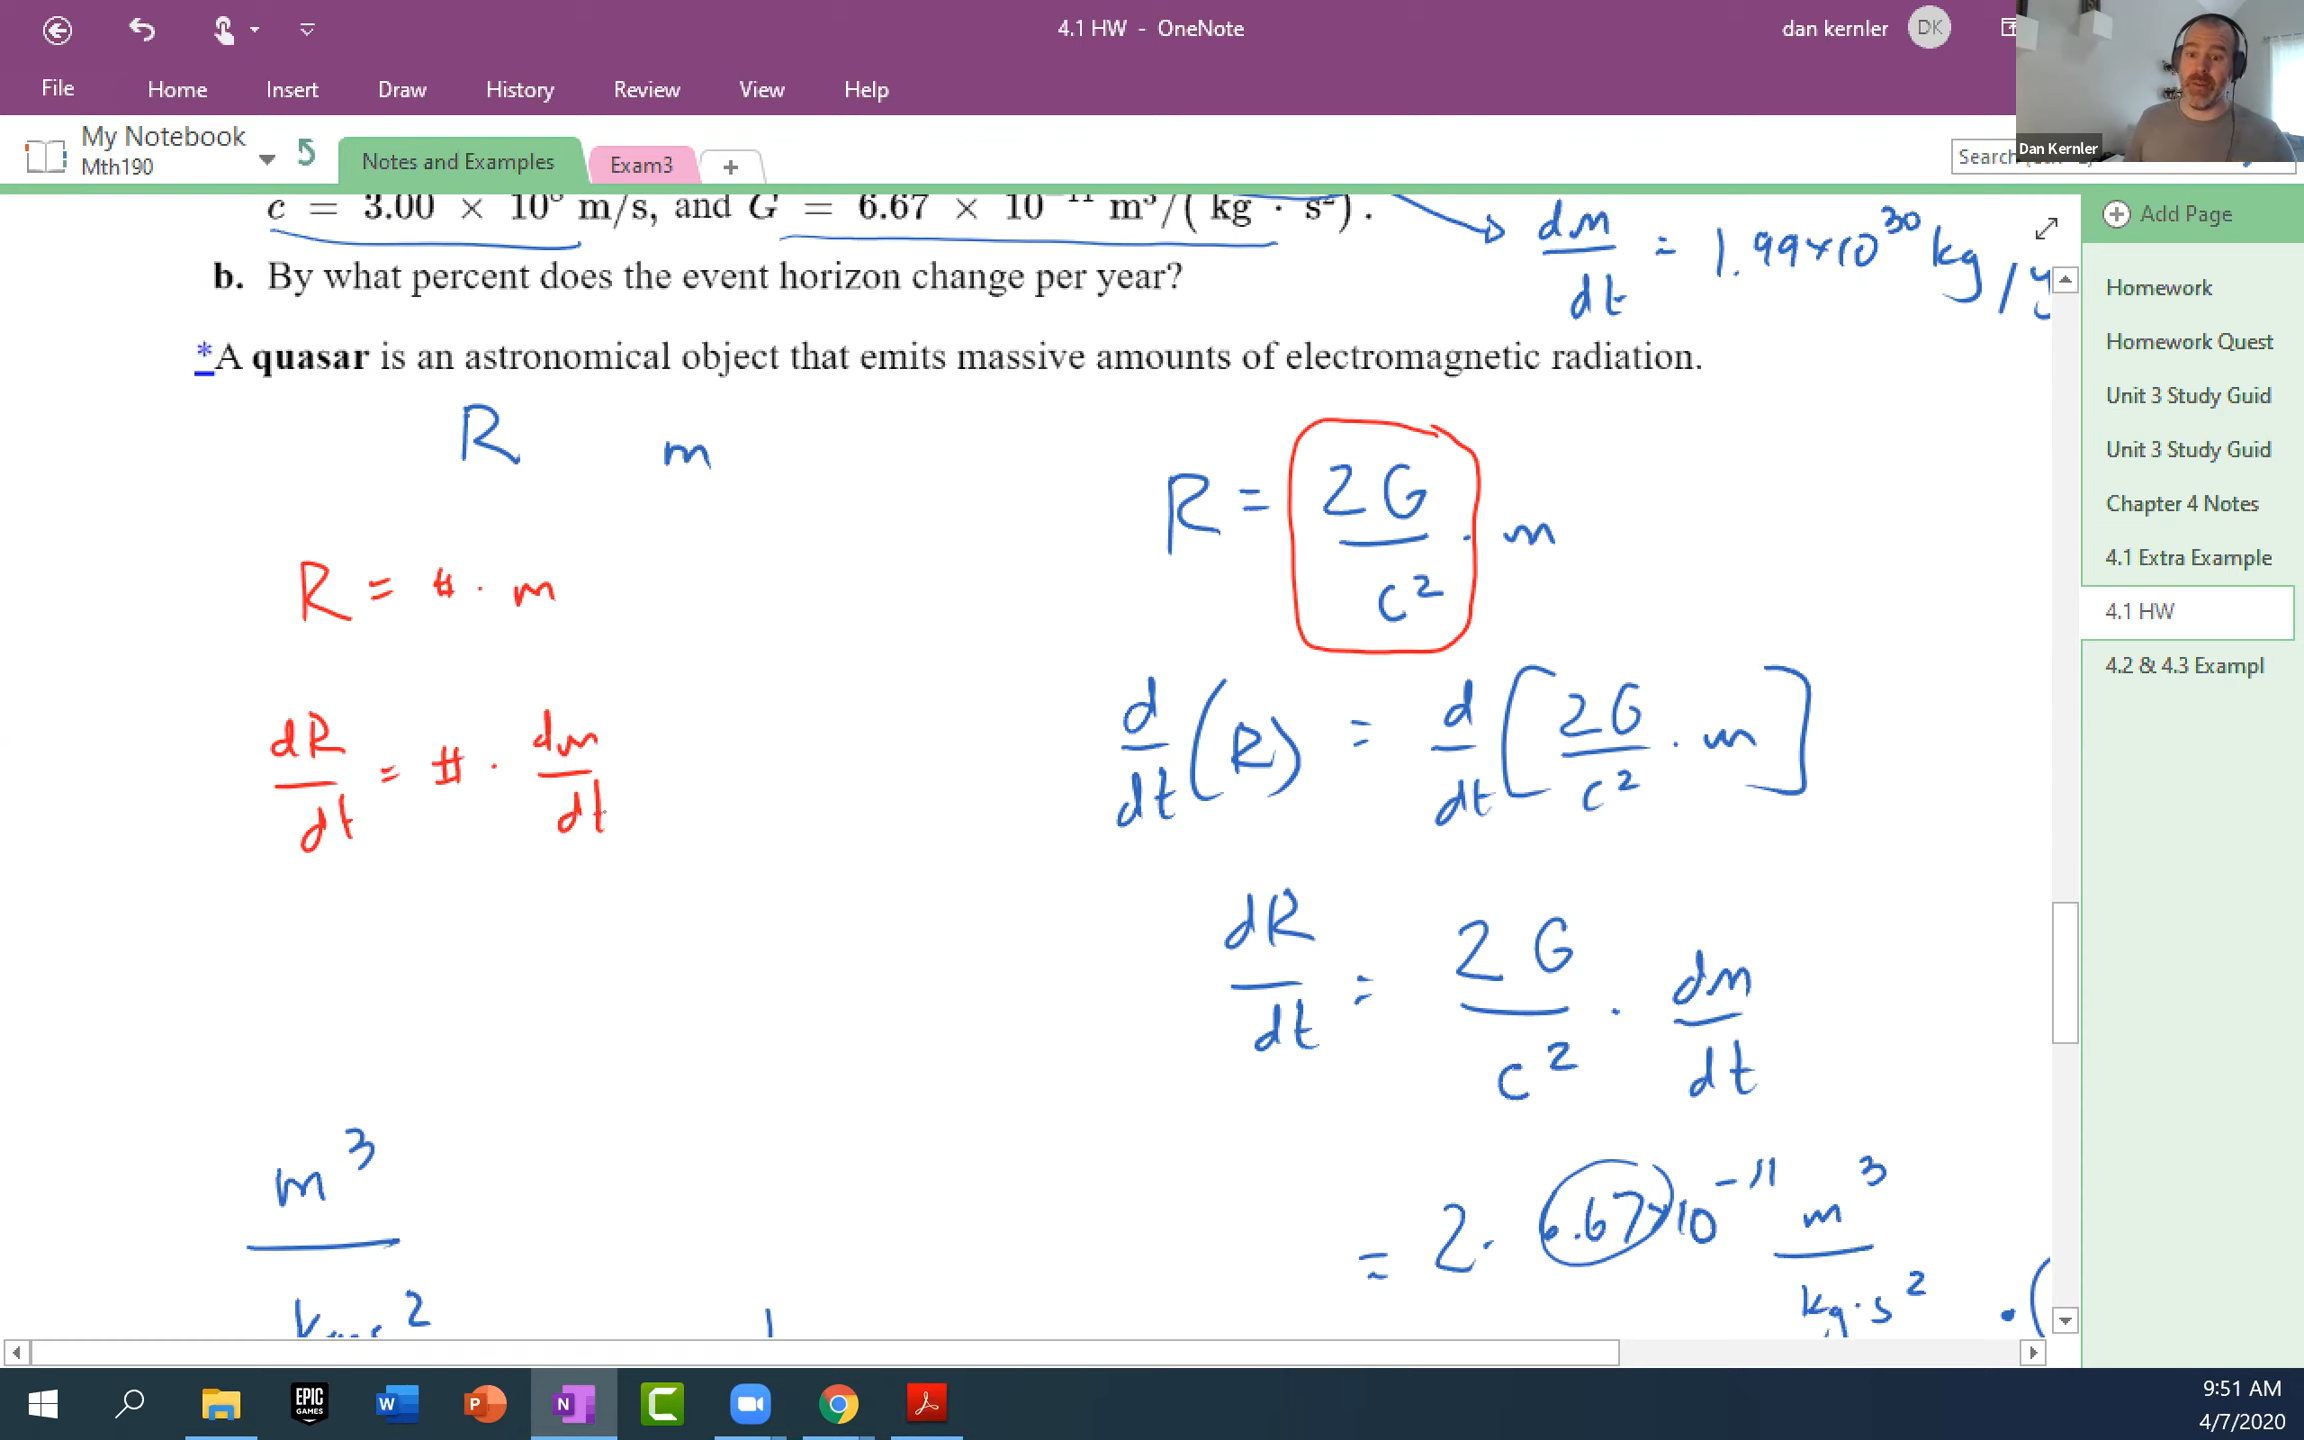 4.1 HW - OneNote
dan kernler
DK
File
Home
Insert
Draw
History
Review
View
Help
Dan Kernler
My Notebook
Mth190
Notes and Examples
Exam3
+
Search
c = 3.00 × 10⁸ m/s, and G = 6.67 × 10⁻¹¹ m³/( kg · s²) .
dm/dt = 1.99×10³⁰ kg/y
b. By what percent does the event horizon change per year?
*A quasar is an astronomical object that emits massive amounts of electromagnetic radiation.
R m
R = 2G/c² · m
R = # · m
d/dt (R) = d/dt [2G/c² · m]
dR/dt = # · dm/dt
dR/dt = 2G/c² · dm/dt
m³
= 2 · 6.67×10⁻¹¹ m³/kg·s² · (
Add Page
Homework
Homework Quest
Unit 3 Study Guid
Unit 3 Study Guid
Chapter 4 Notes
4.1 Extra Example
4.1 HW
4.2 & 4.3 Exampl
EPIC
GAMES
W
P
N
9:51 AM
4/7/2020